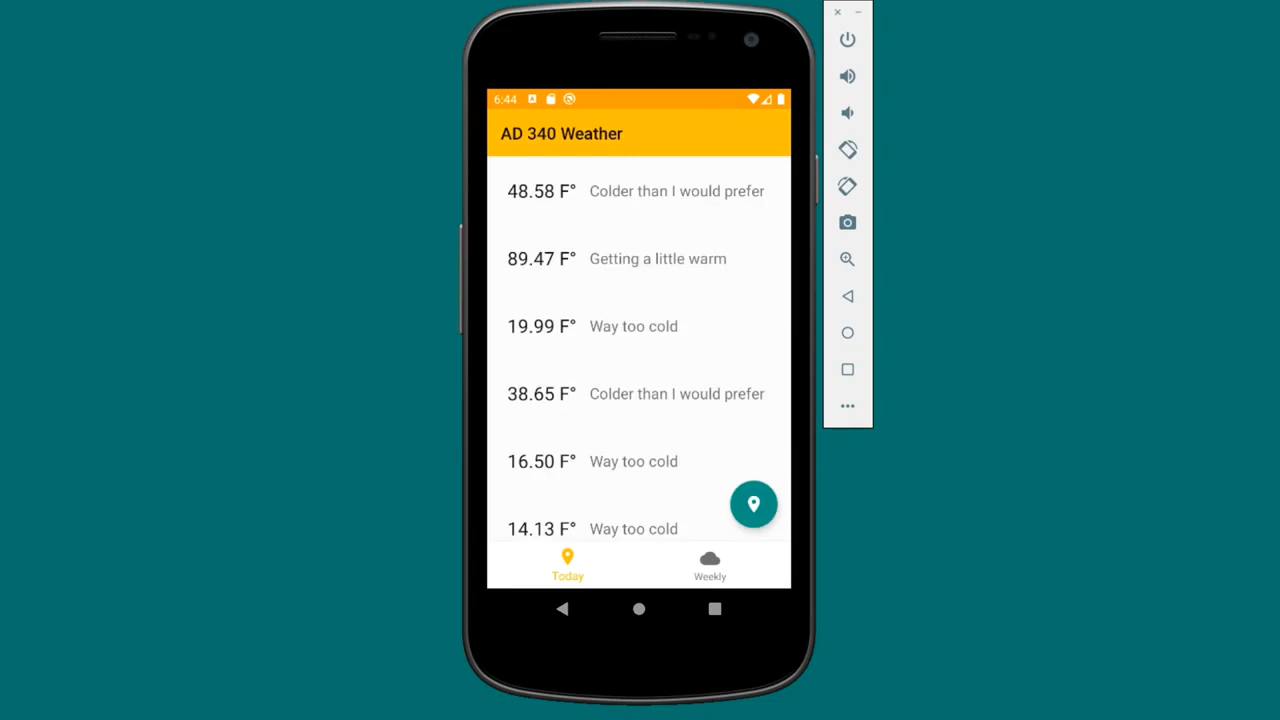 6:44
AD 340 Weather
48.58 F° Colder than I would prefer
89.47 F° Getting a little warm
19.99 F° Way too cold
38.65 F° Colder than I would prefer
16.50 F° Way too cold
14.13 F° Way too cold
Today Weekly